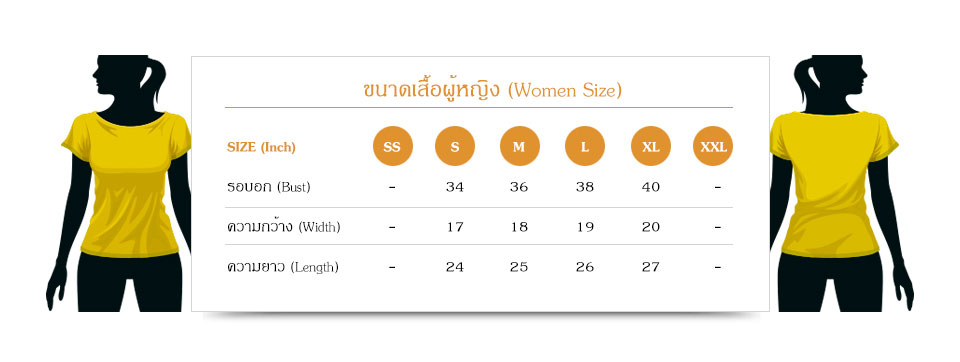 ขนาดเสื้อผู้หญิง (Women Size)
SIZE (Inch) SS S M L XL XXL
รอบอก (Bust) - 34 36 38 40 -
ความกว้าง (Width) - 17 18 19 20 -
ความยาว (Length) - 24 25 26 27 -